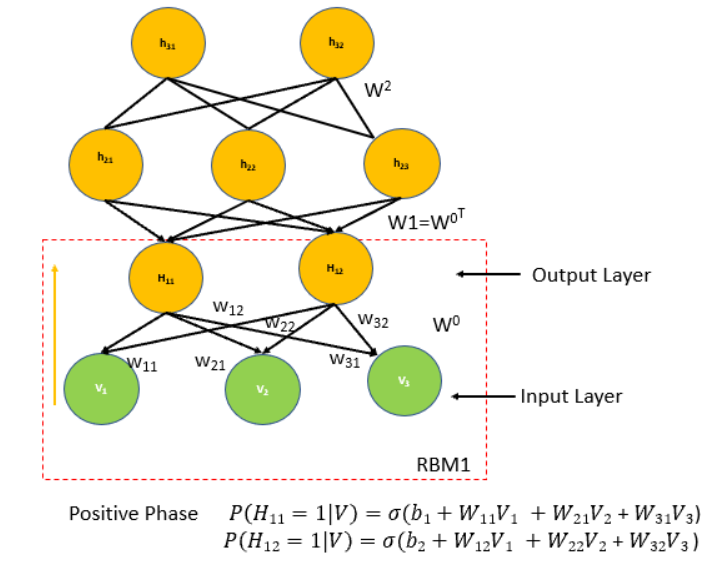 h₃₁ h₃₂
W²
h₂₁ h₂₂ h₂₃
W1=W⁰ᵀ
H₁₁ H₁₂
Output Layer
w₁₂ w₂₂ w₃₂ W⁰
w₁₁ w₂₁ w₃₁
V₁ V₂ V₃
Input Layer
RBM1
Positive Phase P(H₁₁ = 1|V) = σ(b₁ + W₁₁V₁ + W₂₁V₂ + W₃₁V₃)
P(H₁₂ = 1|V) = σ(b₂ + W₁₂V₁ + W₂₂V₂ + W₃₂V₃ )